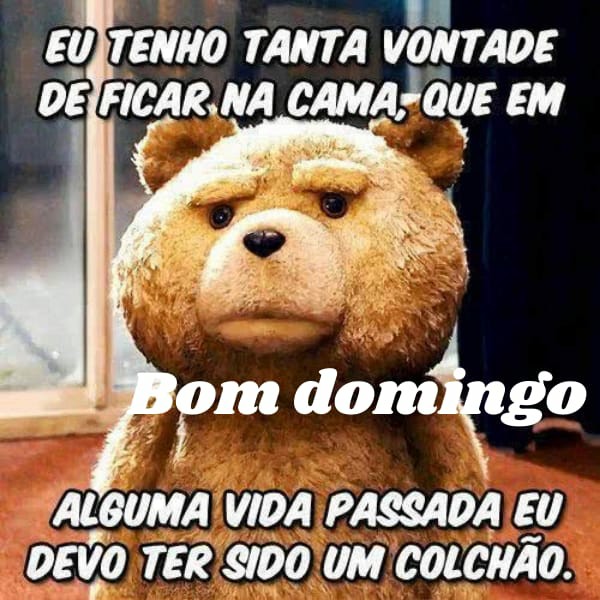 EU TENHO TANTA VONTADE
DE FICAR NA CAMA, QUE EM
Bom domingo
ALGUMA VIDA PASSADA EU
DEVO TER SIDO UM COLCHÃO.